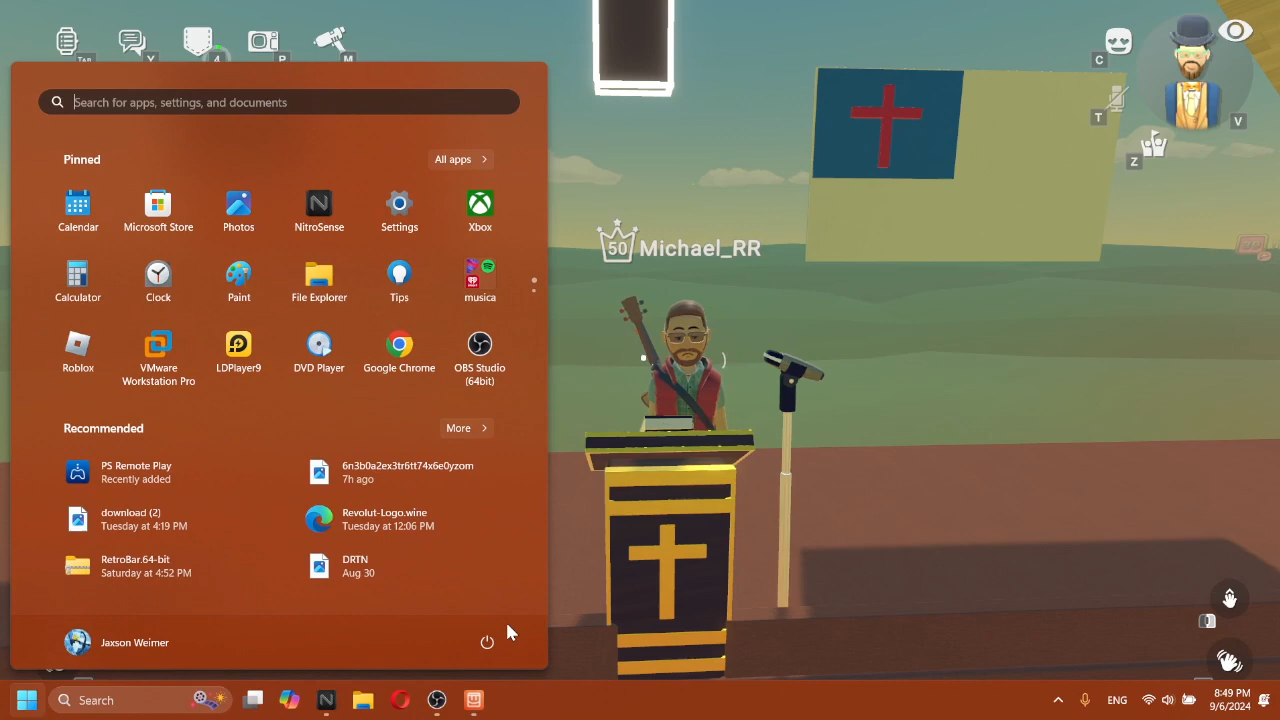 TAB
Y
4
P
M
C
T
V
Z
Search for apps, settings, and documents
Pinned
All apps
Calendar
Microsoft Store
Photos
NitroSense
Settings
Xbox
Calculator
Clock
Paint
File Explorer
Tips
musica
Roblox
VMware
Workstation Pro
LDPlayer9
DVD Player
Google Chrome
OBS Studio
(64bit)
Recommended
More
PS Remote Play
Recently added
6n3b0a2ex3tr6tt74x6e0yzom
7h ago
download (2)
Tuesday at 4:19 PM
Revolut-Logo.wine
Tuesday at 12:06 PM
RetroBar.64-bit
Saturday at 4:52 PM
DRTN
Aug 30
Jaxson Weimer
50 Michael_RR
Search
ENG
8:49 PM
9/6/2024